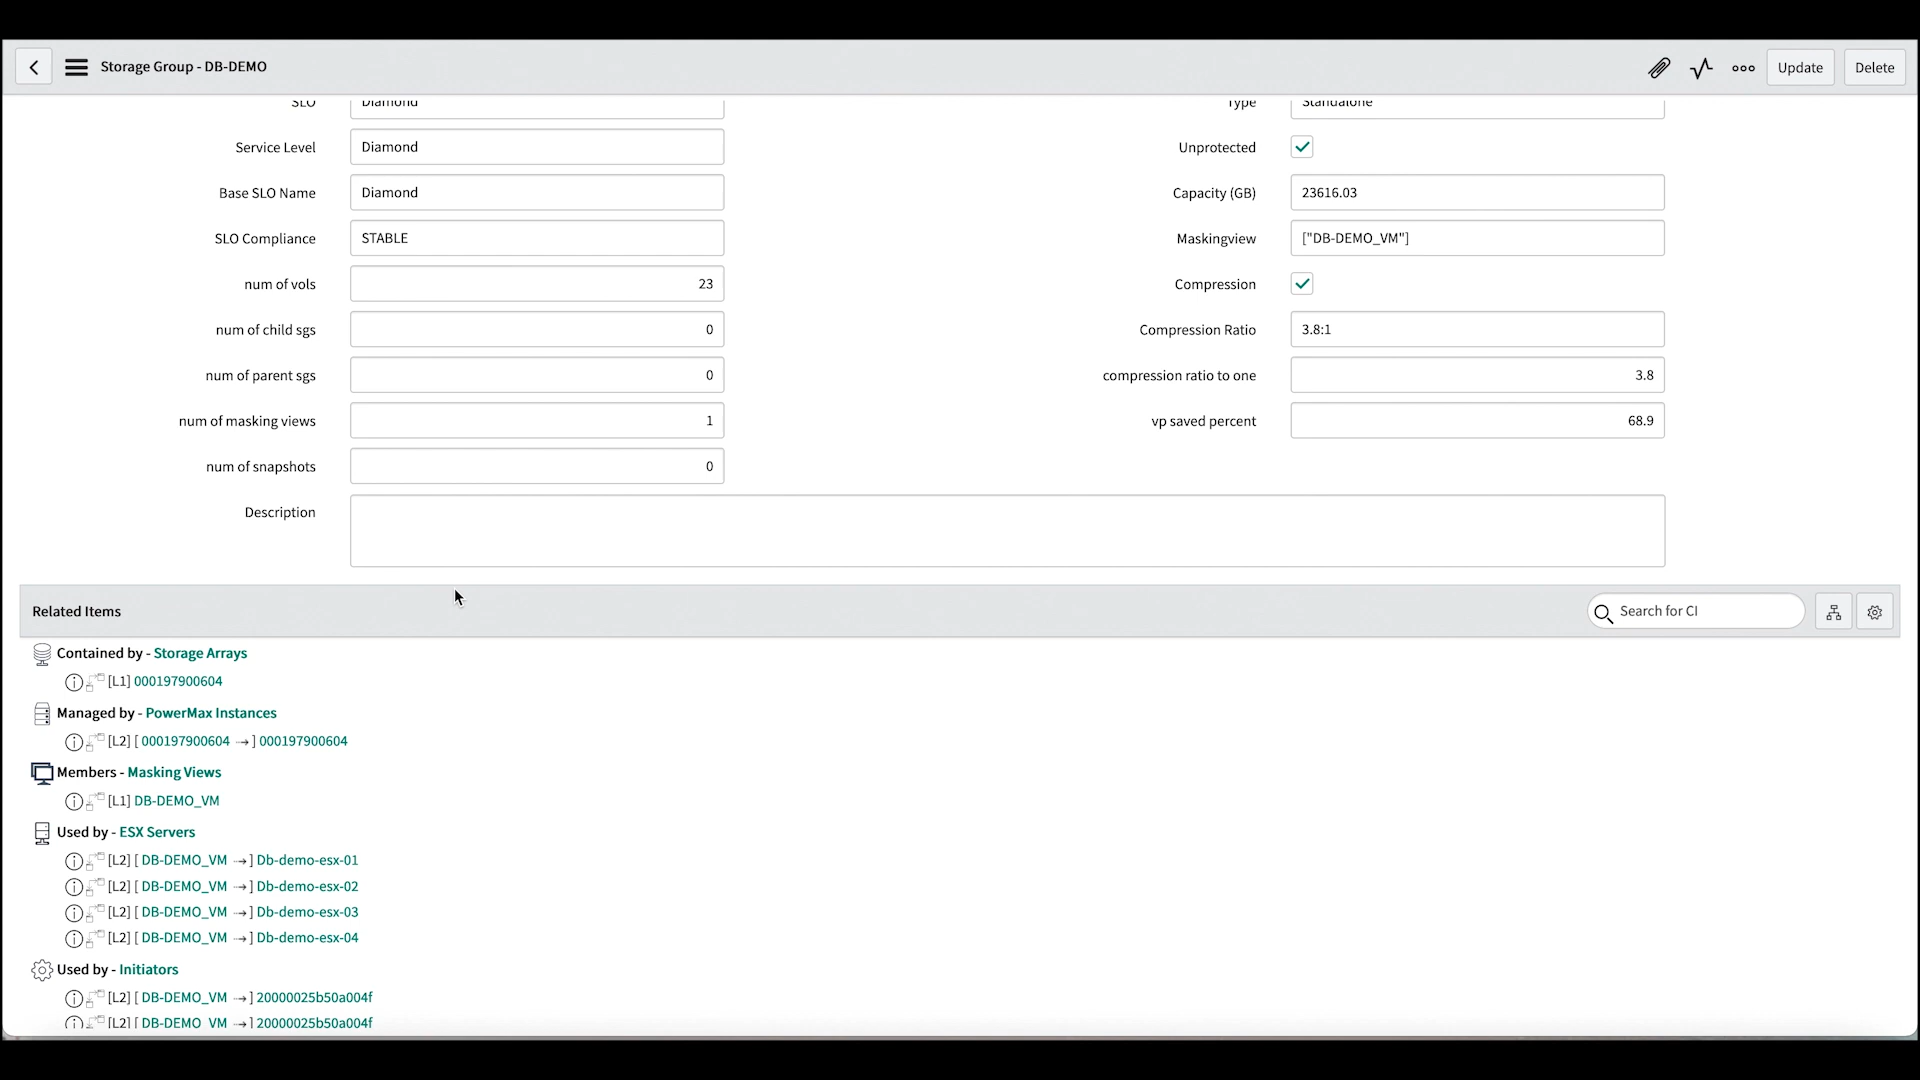 Storage Group - DB-DEMO
Update
Delete
SLO
Diamond
Type
Standalone
Service Level
Diamond
Unprotected
Base SLO Name
Diamond
Capacity (GB)
23616.03
SLO Compliance
STABLE
Maskingview
["DB-DEMO_VM"]
num of vols
23
Compression
num of child sgs
0
Compression Ratio
3.8:1
num of parent sgs
0
compression ratio to one
3.8
num of masking views
1
vp saved percent
68.9
num of snapshots
0
Description
Related Items
Search for CI
Contained by - Storage Arrays
[L1] 000197900604
Managed by - PowerMax Instances
[L2] [ 000197900604 → ] 000197900604
Members - Masking Views
[L1] DB-DEMO_VM
Used by - ESX Servers
[L2] [ DB-DEMO_VM → ] Db-demo-esx-01
[L2] [ DB-DEMO_VM → ] Db-demo-esx-02
[L2] [ DB-DEMO_VM → ] Db-demo-esx-03
[L2] [ DB-DEMO_VM → ] Db-demo-esx-04
Used by - Initiators
[L2] [ DB-DEMO_VM → ] 20000025b50a004f
[L2] [ DB-DEMO_VM → ] 20000025b50a004f